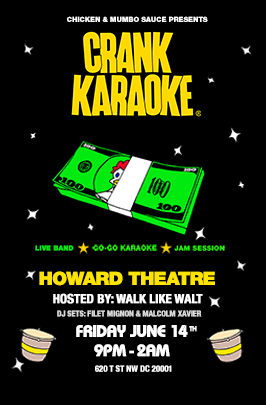 CHICKEN & MUMBO SAUCE PRESENTS
CRANK
KARAOKE®
100
100
100
LIVE BAND ★ GO-GO KARAOKE ★ JAM SESSION
HOWARD THEATRE
HOSTED BY: WALK LIKE WALT
DJ SETS: FILET MIGNON & MALCOLM XAVIER
FRIDAY JUNE 14TH
9PM - 2AM
620 T ST NW DC 20001